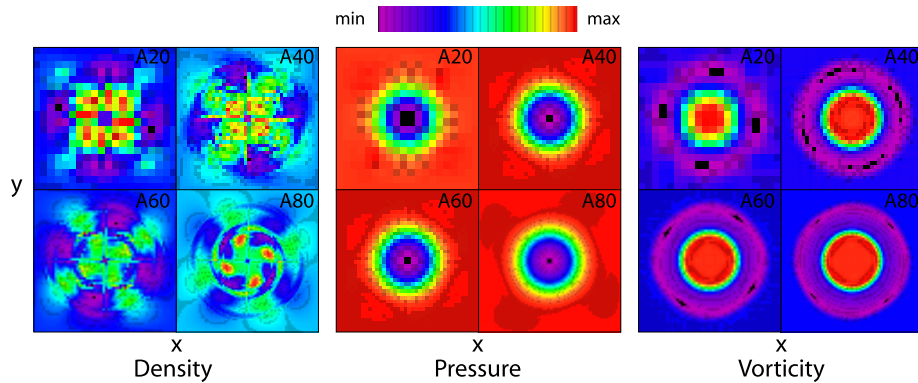 min max
A20 A40 A20 A40 A20 A40
y
A60 A80 A60 A80 A60 A80
x x x
Density Pressure Vorticity